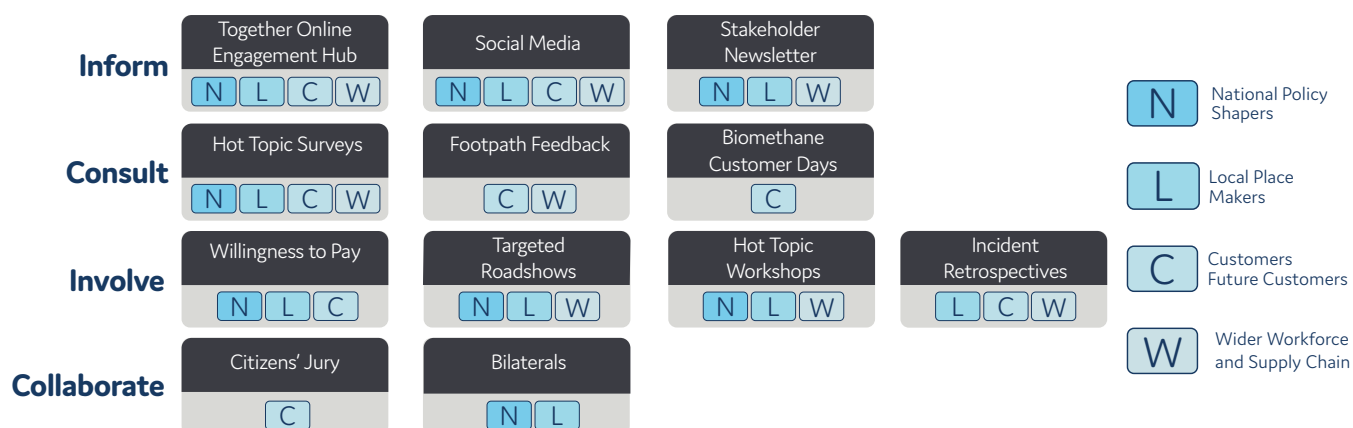 Inform
Together Online
Engagement Hub
N L C W
Social Media
N L C W
Stakeholder
Newsletter
N L W
Consult
Hot Topic Surveys
N L C W
Footpath Feedback
C W
Biomethane
Customer Days
C
Involve
Willingness to Pay
N L C
Targeted
Roadshows
N L W
Hot Topic
Workshops
N L W
Incident
Retrospectives
L C W
Collaborate
Citizens' Jury
C
Bilaterals
N L
N
National Policy
Shapers
L
Local Place
Makers
C
Customers
Future Customers
W
Wider Workforce
and Supply Chain